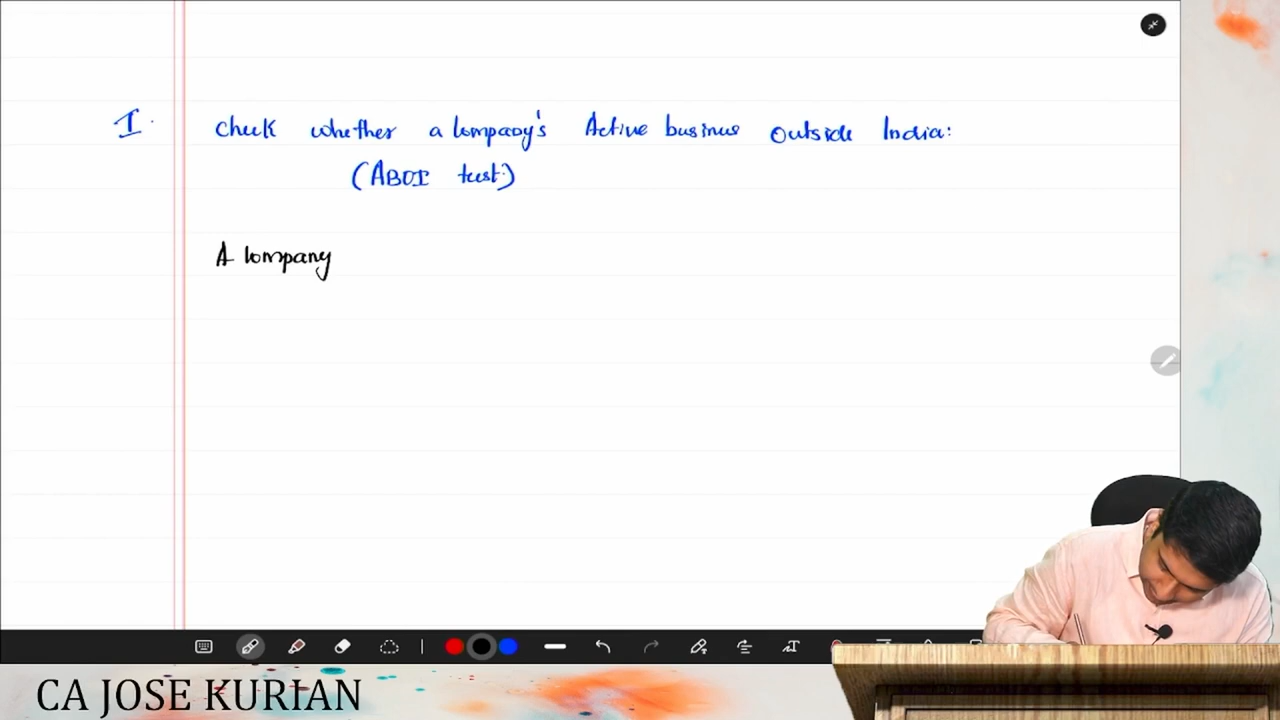 I. Check whether a Company's Active business Outside India:
(ABOI test)
A Company
CA JOSE KURIAN